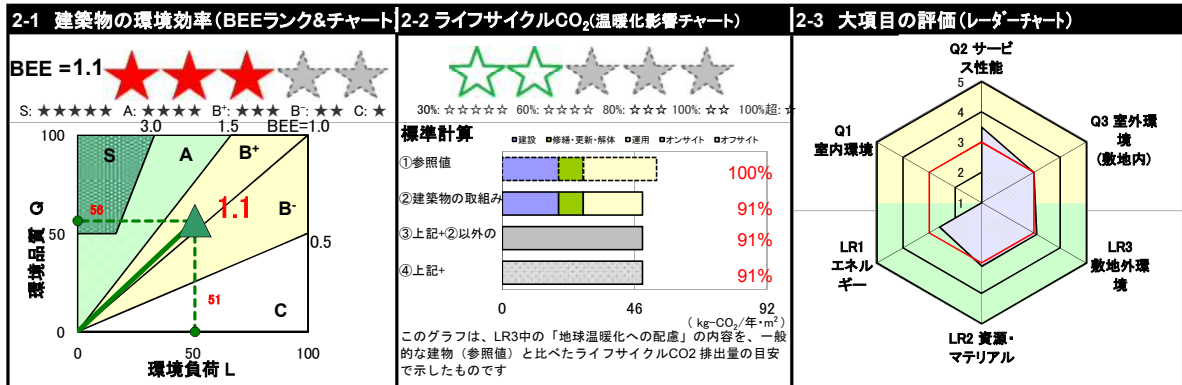 2-1 建築物の環境効率(BEEランク&チャート)
BEE =1.1
S: ★★★★★ A: ★★★★ B⁺: ★★★ B⁻: ★★ C: ★
3.0 1.5 BEE=1.0
100
S A B⁺
1.1
56
B⁻
環境品質 Q
50
0.5
51
C
0
0 50 100
環境負荷 L
2-2 ライフサイクルCO₂(温暖化影響チャート)
30%: ☆☆☆☆☆ 60%: ☆☆☆☆ 80%: ☆☆☆ 100%: ☆☆ 100%超: ☆
標準計算
■建設 ■修繕・更新・解体 □運用 □オンサイト □オフサイト
①参照値 100%
②建築物の取組み 91%
③上記+②以外の 91%
④上記+ 91%
0 46 92
( kg-CO₂/年・m²)
このグラフは、LR3中の「地球温暖化への配慮」の内容を、一般
的な建物(参照値)と比べたライフサイクルCO2 排出量の目安
で示したものです
2-3 大項目の評価(レーダーチャート)
Q2 サービ
ス性能
Q1
室内環境
Q3 室外環
境
(敷地内)
5
4
3
2
1
LR1
エネル
ギー
LR3
敷地外環
境
LR2 資源・
マテリアル